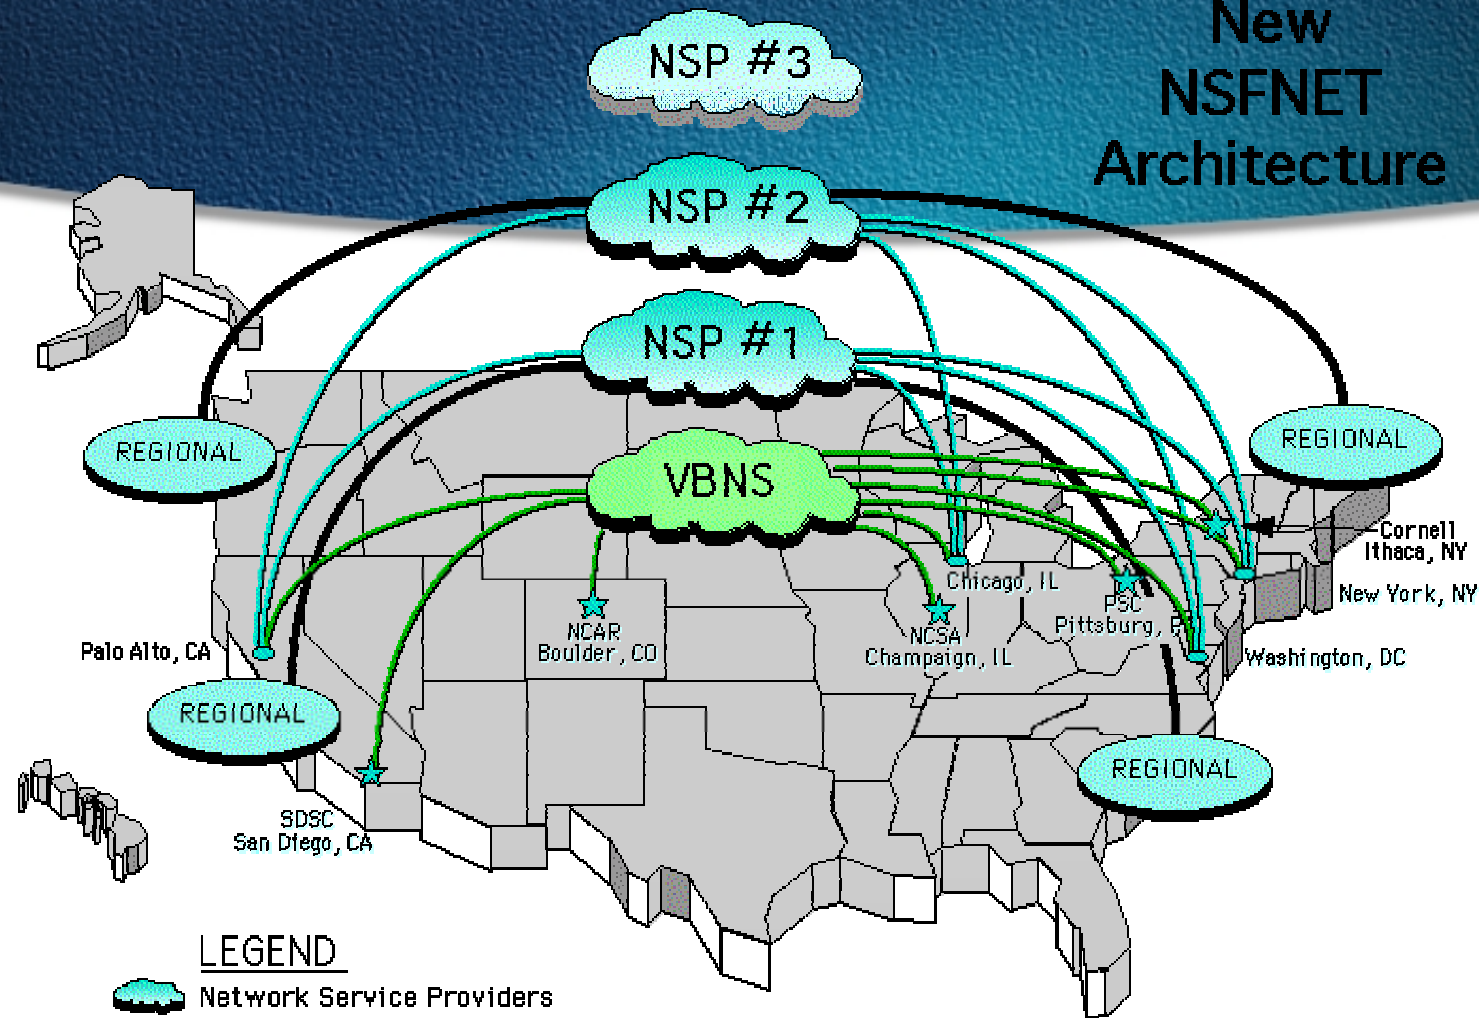 New
NSFNET
Architecture
NSP #3
NSP #2
NSP #1
VBNS
REGIONAL
REGIONAL
REGIONAL
REGIONAL
Cornell
Ithaca, NY
New York, NY
Chicago, IL
PSC
Pittsburg,
NCSA
Champaign, IL
NCAR
Boulder, CO
Palo Alto, CA
Washington, DC
SDSC
San Diego, CA
LEGEND
Network Service Providers